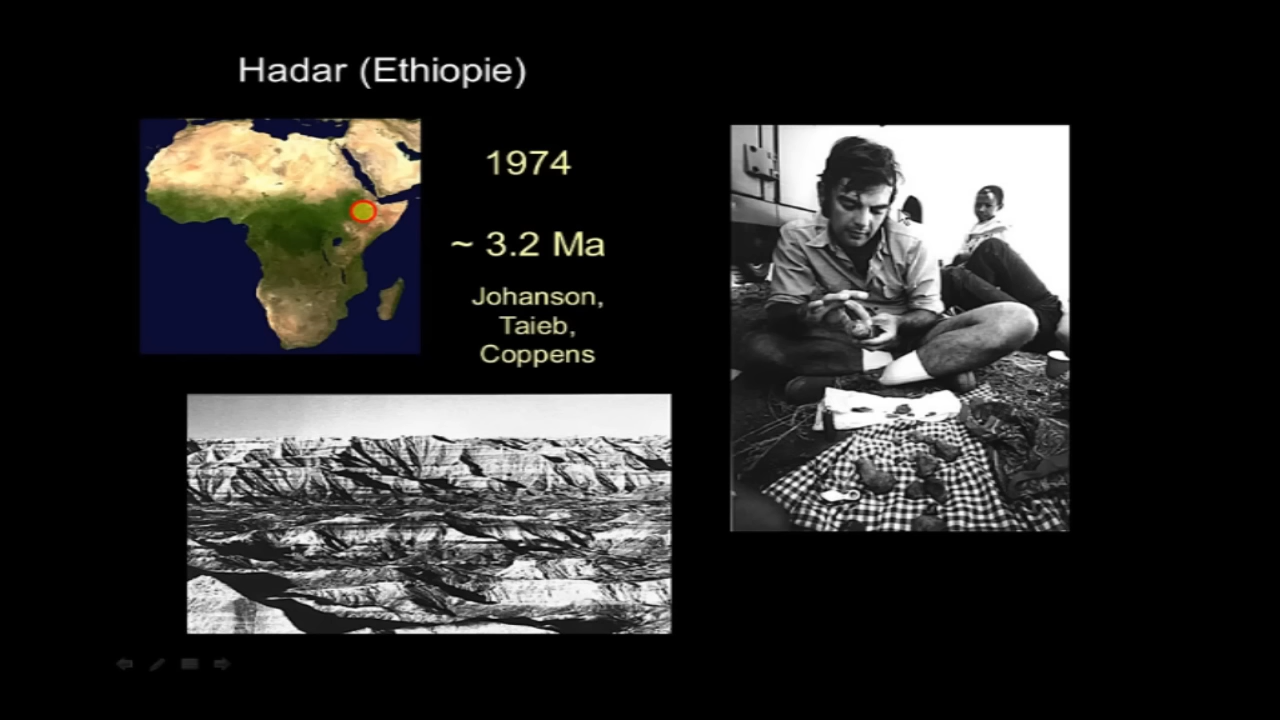 Hadar (Ethiopie)
1974
~ 3.2 Ma
Johanson,
Taieb,
Coppens